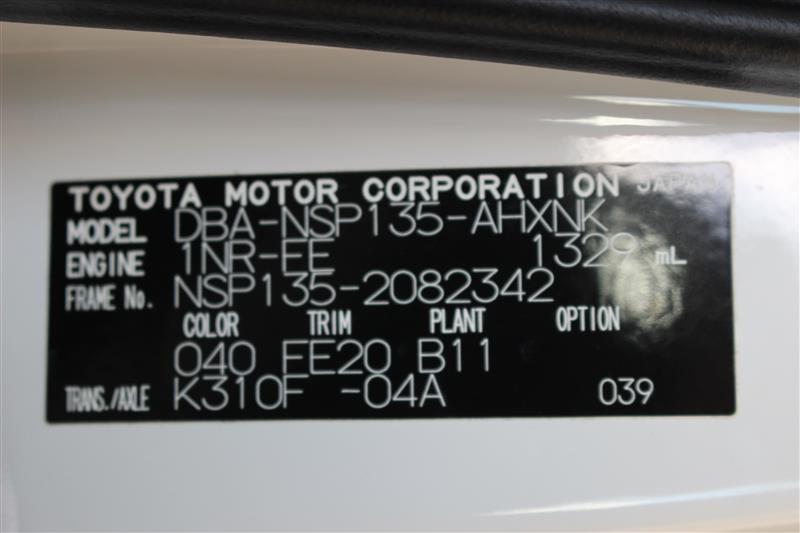 TOYOTA MOTOR CORPORATION JAPAN
MODEL DBA-NSP135-AHXNK
ENGINE 1NR-FE 1329 mL
FRAME No. NSP135-2082342
COLOR TRIM PLANT OPTION
040 FE20 B11
TRANS./AXLE K310F -04A 039